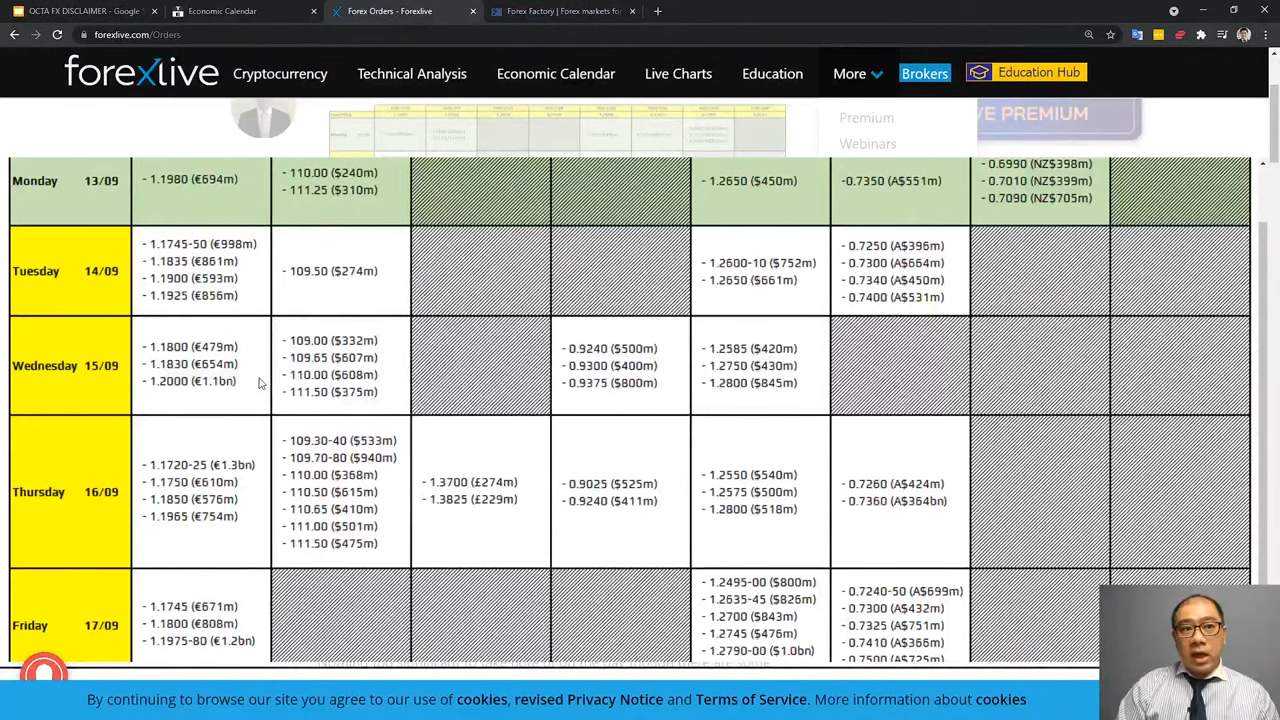 OCTA FX DISCLAIMER - Google S
Economic Calendar
Forex Orders - Forexlive
Forex Factory | Forex markets for
forexlive.com/Orders
forexlive
Cryptocurrency
Technical Analysis
Economic Calendar
Live Charts
Education
More
Brokers
Education Hub
Premium
Webinars
VE PREMIUM
Monday 13/09
- 1.1980 (€694m)
- 110.00 ($240m)
- 111.25 ($310m)
- 1.2650 ($450m)
-0.7350 (A$551m)
- 0.6990 (NZ$398m)
- 0.7010 (NZ$399m)
- 0.7090 (NZ$705m)
Tuesday 14/09
- 1.1745-50 (€998m)
- 1.1835 (€861m)
- 1.1900 (€593m)
- 1.1925 (€856m)
- 109.50 ($274m)
- 1.2600-10 ($752m)
- 1.2650 ($661m)
- 0.7250 (A$396m)
- 0.7300 (A$664m)
- 0.7340 (A$450m)
- 0.7400 (A$531m)
Wednesday 15/09
- 1.1800 (€479m)
- 1.1830 (€654m)
- 1.2000 (€1.1bn)
- 109.00 ($332m)
- 109.65 ($607m)
- 110.00 ($608m)
- 111.50 ($375m)
- 0.9240 ($500m)
- 0.9300 ($400m)
- 0.9375 ($800m)
- 1.2585 ($420m)
- 1.2750 ($430m)
- 1.2800 ($845m)
Thursday 16/09
- 1.1720-25 (€1.3bn)
- 1.1750 (€610m)
- 1.1850 (€576m)
- 1.1965 (€754m)
- 109.30-40 ($533m)
- 109.70-80 ($940m)
- 110.00 ($368m)
- 110.50 ($615m)
- 110.65 ($410m)
- 111.00 ($501m)
- 111.50 ($475m)
- 1.3700 (£274m)
- 1.3825 (£229m)
- 0.9025 ($525m)
- 0.9240 ($411m)
- 1.2550 ($540m)
- 1.2575 ($500m)
- 1.2800 ($518m)
- 0.7260 (A$424m)
- 0.7360 (A$364bn)
Friday 17/09
- 1.1745 (€671m)
- 1.1800 (€808m)
- 1.1975-80 (€1.2bn)
- 1.2495-00 ($800m)
- 1.2635-45 ($826m)
- 1.2700 ($843m)
- 1.2745 ($476m)
- 1.2790-00 ($1.0bn)
- 0.7240-50 (A$699m)
- 0.7300 (A$432m)
- 0.7325 (A$751m)
- 0.7410 (A$366m)
- 0.7500 (A$725m)
By continuing to browse our site you agree to our use of cookies, revised Privacy Notice and Terms of Service. More information about cookies